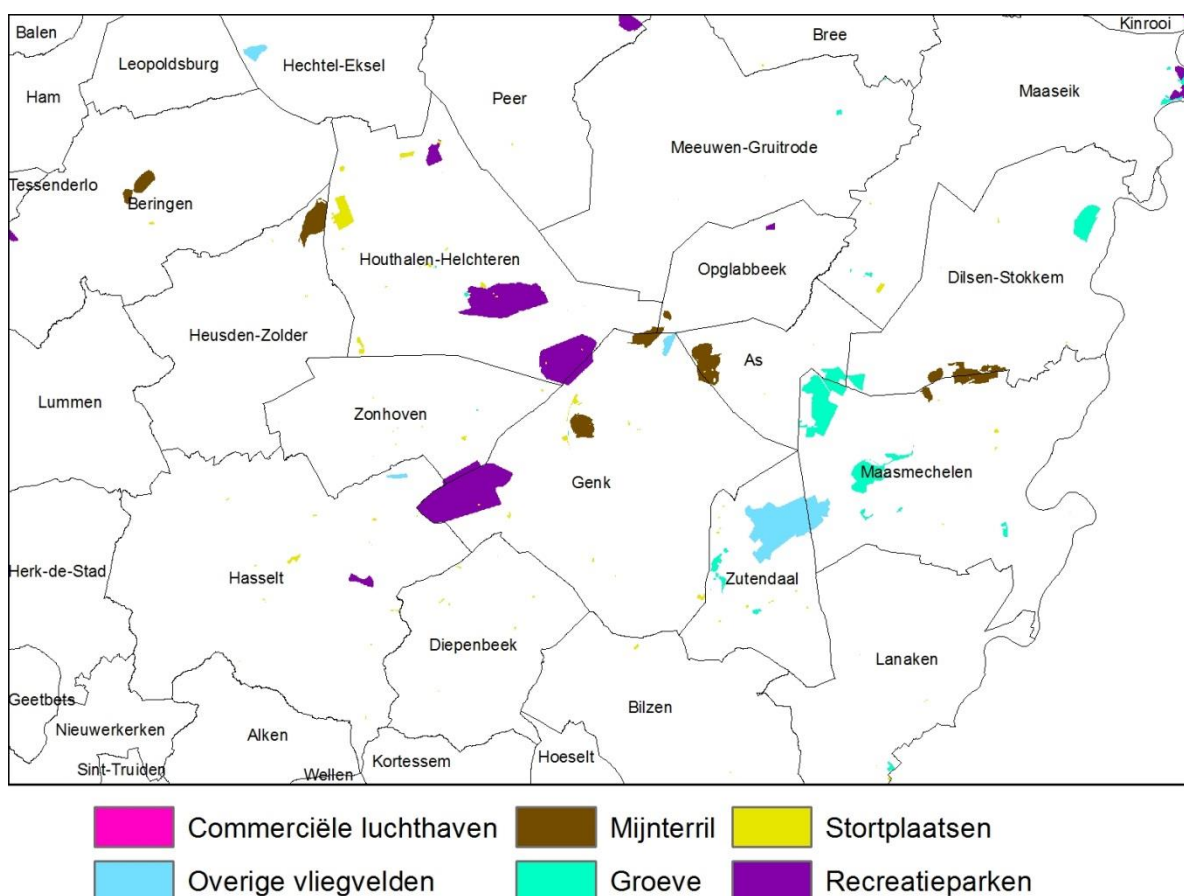 Kinrooi
Balen
Bree
Leopoldsburg
Hechtel-Eksel
Ham
Peer
Maaseik
Meeuwen-Gruitrode
Tessenderlo
Beringen
Houthalen-Helchteren
Opglabbeek
Dilsen-Stokkem
Heusden-Zolder
As
Lummen
Zonhoven
Genk
Maasmechelen
Herk-de-Stad
Hasselt
Zutendaal
Diepenbeek
Lanaken
Geetbets
Bilzen
Nieuwerkerken
Alken
Kortessem
Hoeselt
Sint-Truiden
Wellen
Commerciële luchthaven
Mijnterril
Stortplaatsen
Overige vliegvelden
Groeve
Recreatieparken